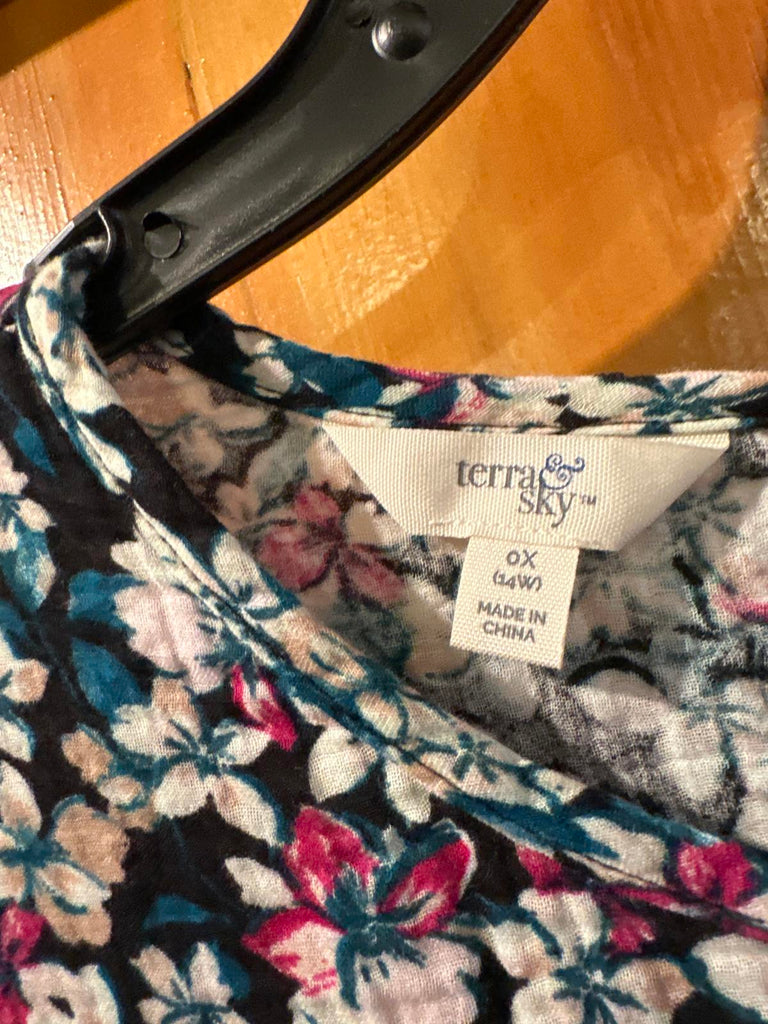 terra&
sky™
0X
(14W)
MADE IN
CHINA